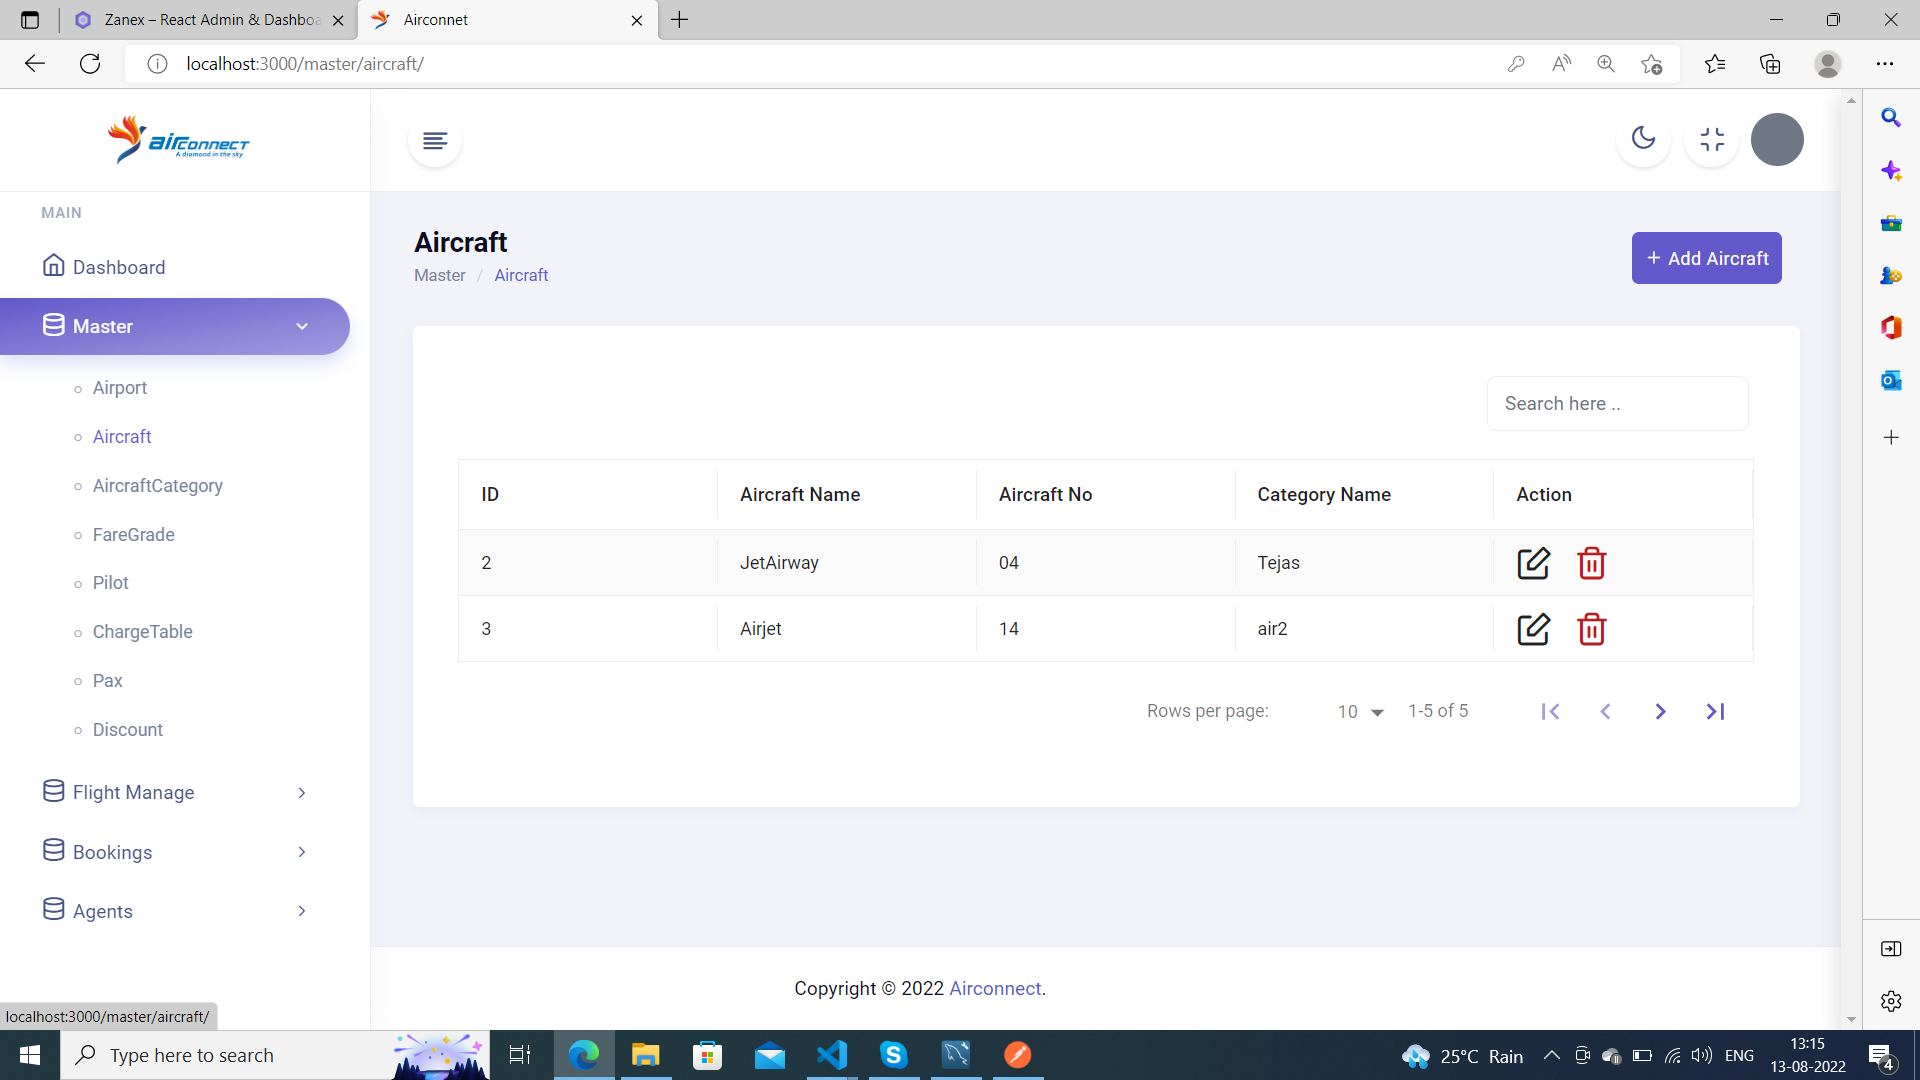 Zanex – React Admin & Dashboa
Airconnet
localhost:3000/master/aircraft/
airconnect
A diamond in the sky
MAIN
Dashboard
Master
Airport
Aircraft
AircraftCategory
FareGrade
Pilot
ChargeTable
Pax
Discount
Flight Manage
Bookings
Agents
Aircraft
Master / Aircraft
+ Add Aircraft
Search here ..
ID Aircraft Name Aircraft No Category Name Action
2 JetAirway 04 Tejas
3 Airjet 14 air2
Rows per page: 10 1-5 of 5
Copyright © 2022 Airconnect.
localhost:3000/master/aircraft/
Type here to search
25°C Rain
ENG
13:15
13-08-2022
4